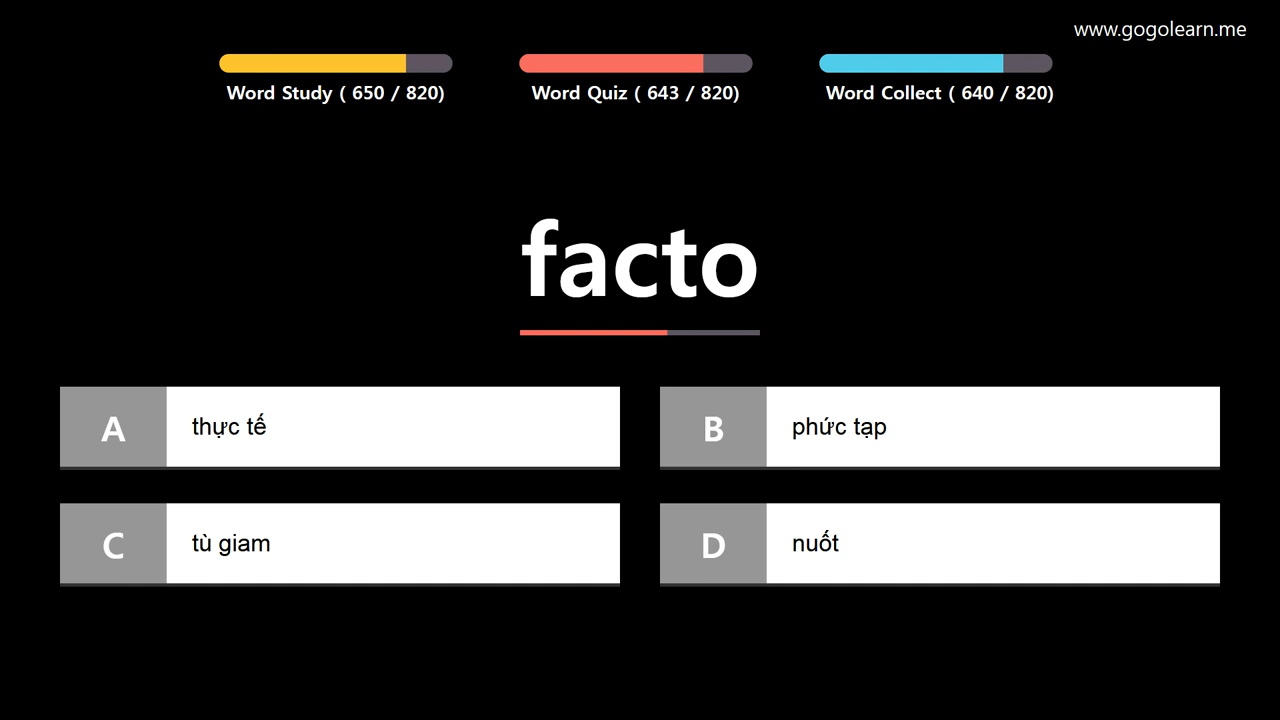 www.gogolearn.me
Word Study ( 650 / 820)
Word Quiz ( 643 / 820)
Word Collect ( 640 / 820)
facto
A
thực tế
B
phức tạp
C
tù giam
D
nuốt